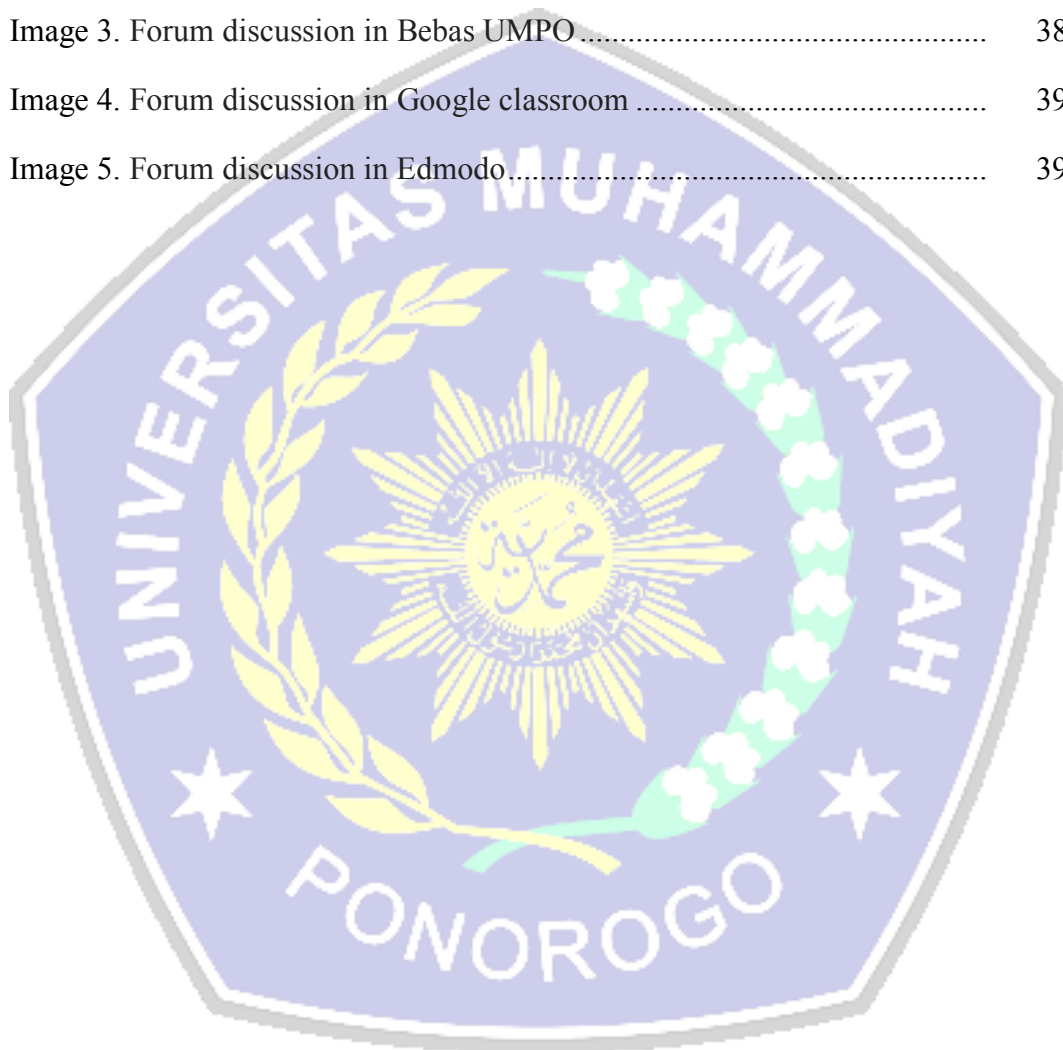 Image 3. Forum discussion in Bebas UMPO.................................................... 38
Image 4. Forum discussion in Google classroom ............................................ 39
Image 5. Forum discussion in Edmodo............................................................ 39
UNIVERSITAS MUHAMMADIYAH
PONOROGO